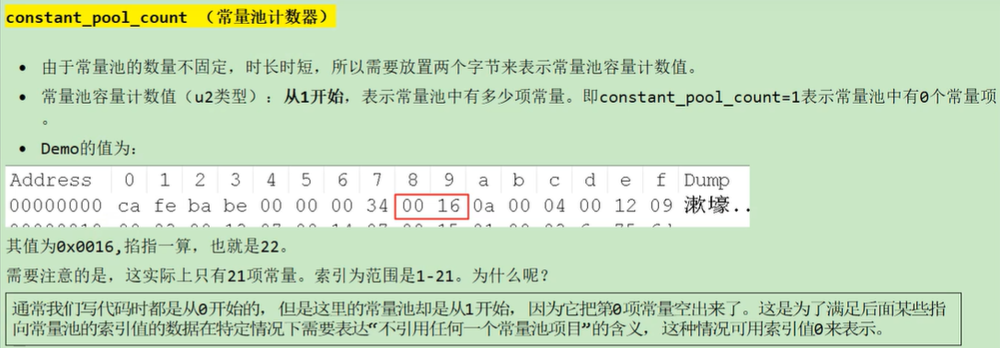 constant_pool_count （常量池计数器）
• 由于常量池的数量不固定，时长时短，所以需要放置两个字节来表示常量池容量计数值。
• 常量池容量计数值（u2类型）：从1开始，表示常量池中有多少项常量。即constant_pool_count=1表示常量池中有0个常量项
。
• Demo的值为：
Address 0 1 2 3 4 5 6 7 8 9 a b c d e f Dump
00000000 ca fe ba be 00 00 00 34 00 16 0a 00 04 00 12 09 漱壕..
其值为0x0016,掐指一算，也就是22。
需要注意的是，这实际上只有21项常量。索引为范围是1-21。为什么呢？
通常我们写代码时都是从0开始的，但是这里的常量池却是从1开始，因为它把第0项常量空出来了。这是为了满足后面某些指
向常量池的索引值的数据在特定情况下需要表达“不引用任何一个常量池项目”的含义，这种情况可用索引值0来表示。